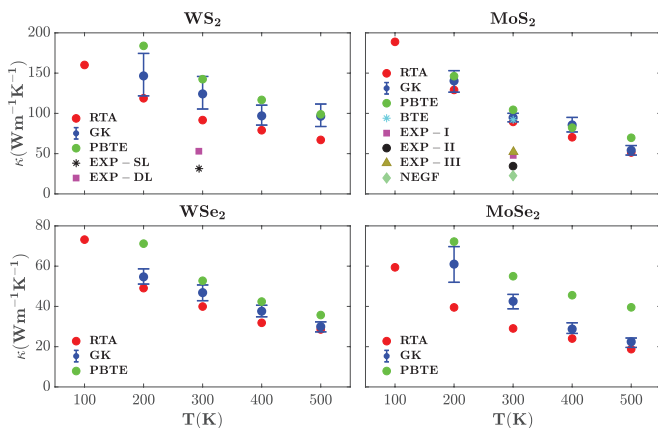 WS2
MoS2
κ(Wm−1K−1)
200
150
100
50
0
RTA
GK
PBTE
EXP − SL
EXP − DL
RTA
GK
PBTE
BTE
EXP − I
EXP − II
EXP − III
NEGF
WSe2
MoSe2
κ(Wm−1K−1)
80
60
40
20
0
RTA
GK
PBTE
RTA
GK
PBTE
100 200 300 400 500
100 200 300 400 500
T(K)
T(K)